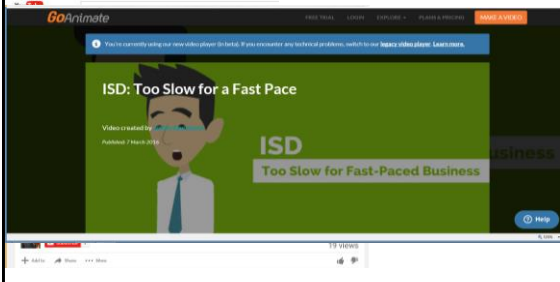 GoAnimate
FREE TRIAL LOGIN EXPLORE PLANS & PRICING MAKE A VIDEO
You're currently using our new video player (in beta). If you encounter any technical problems, switch to our legacy video player. Learn more.
ISD: Too Slow for a Fast Pace
Video created by
Published: 7 March 2016
ISD
Too Slow for Fast-Paced Business
usiness
Help
19 views
Add to Share More